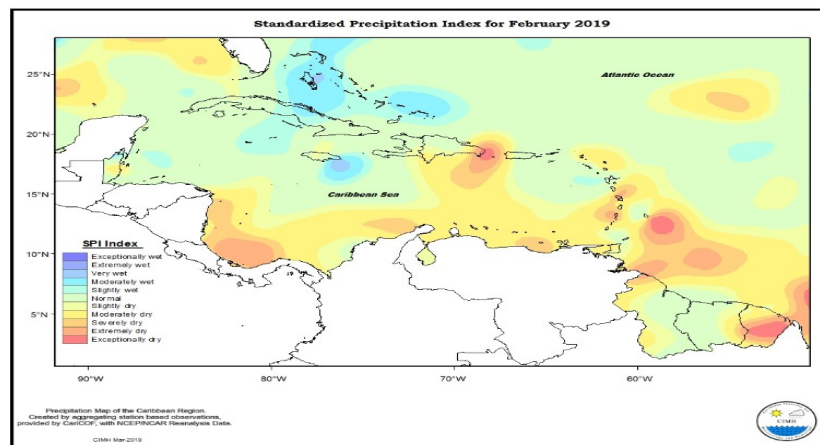 Standardized Precipitation Index for February 2019
25°N
Atlantic Ocean
20°N
15°N
Caribbean Sea
10°N
5°N
SPI Index
Exceptionally wet
Extremely wet
Very wet
Moderately wet
Slightly wet
Normal
Slightly dry
Moderately dry
Severely dry
Extremely dry
Exceptionally dry
90°W
80°W
70°W
60°W
Precipitation Map of the Caribbean Region.
Created by aggregating station based observations,
provided by CariCOF, with NCEP/NCAR Reanalysis Data.
CIMH Mar-2019
CIMH